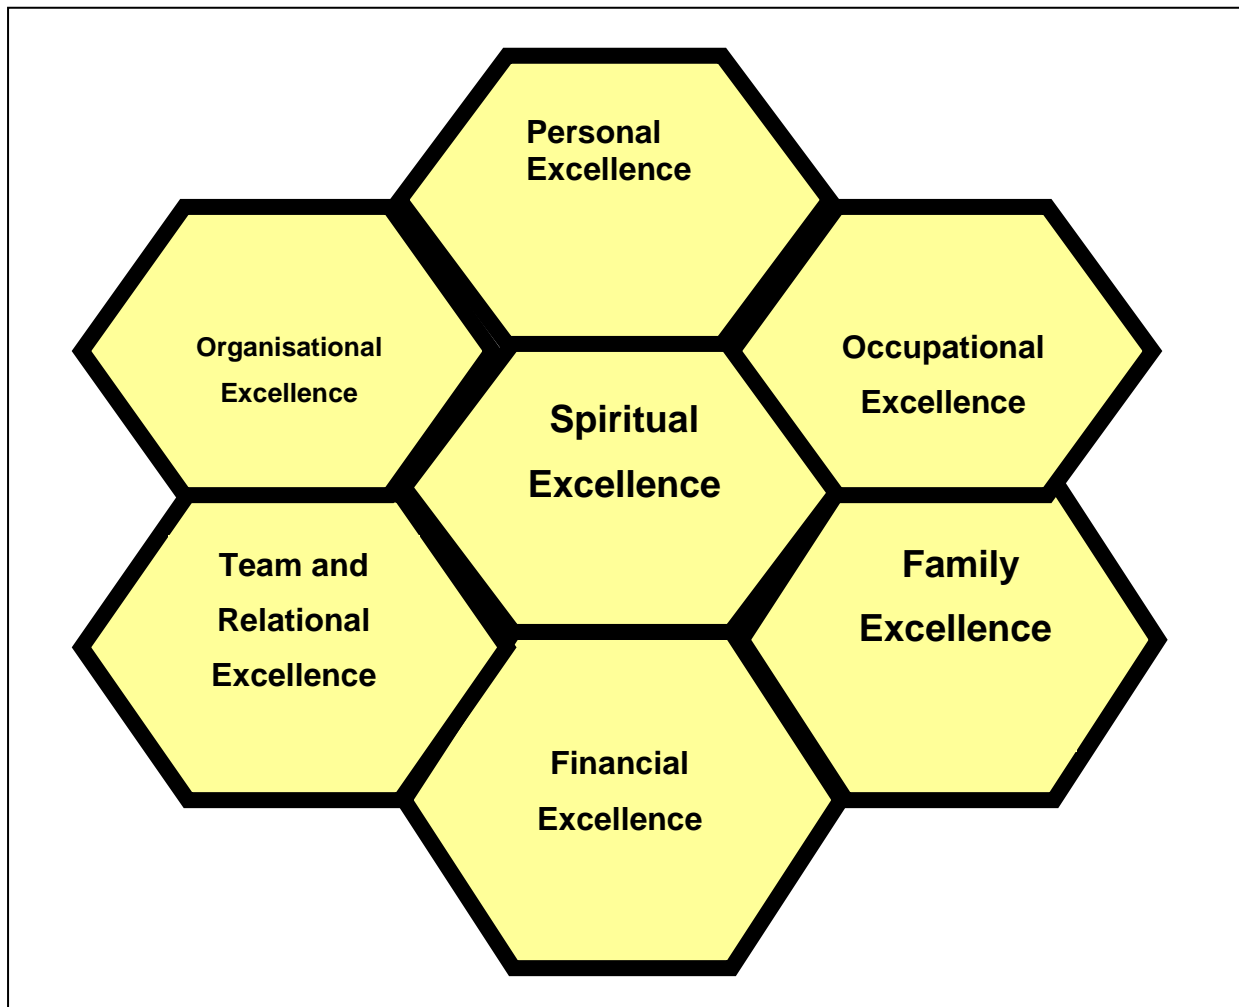 Personal
Excellence
Organisational
Excellence
Occupational
Excellence
Spiritual
Excellence
Team and
Relational
Excellence
Family
Excellence
Financial
Excellence